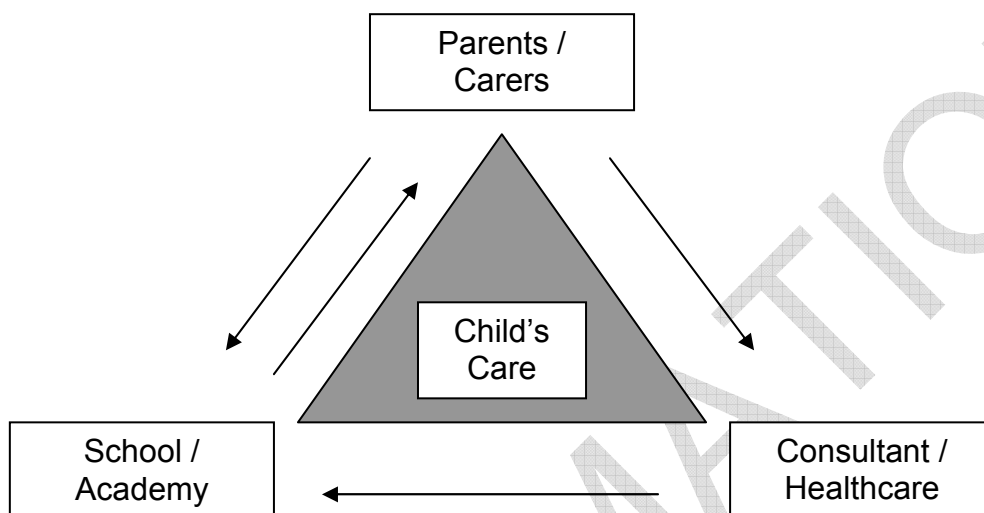 Parents /
Carers
Child’s
Care
School /
Academy
Consultant /
Healthcare